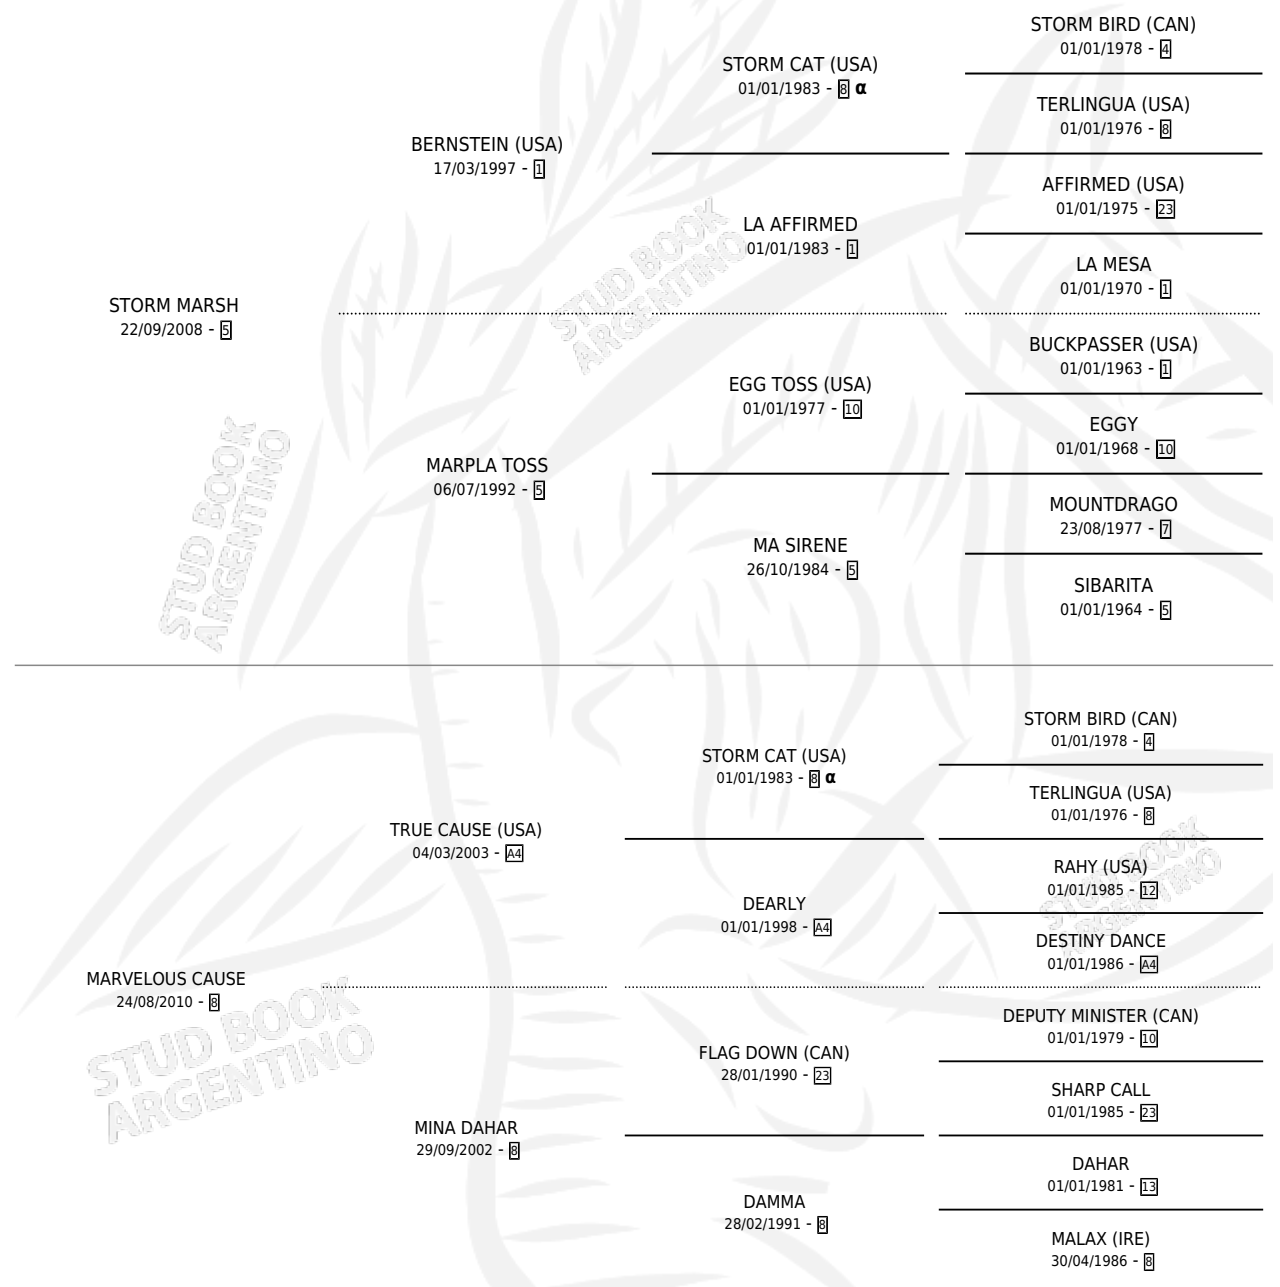 STORM BIRD (CAN)
01/01/1978 - 4
STORM CAT (USA)
01/01/1983 - 8 α
TERLINGUA (USA)
01/01/1976 - 8
BERNSTEIN (USA)
17/03/1997 - 1
AFFIRMED (USA)
01/01/1975 - 23
LA AFFIRMED
01/01/1983 - 1
LA MESA
01/01/1970 - 1
STORM MARSH
22/09/2008 - 5
BUCKPASSER (USA)
01/01/1963 - 1
EGG TOSS (USA)
01/01/1977 - 10
EGGY
01/01/1968 - 10
MARPLA TOSS
06/07/1992 - 5
MOUNTDRAGO
23/08/1977 - 7
MA SIRENE
26/10/1984 - 5
SIBARITA
01/01/1964 - 5
STORM BIRD (CAN)
01/01/1978 - 4
STORM CAT (USA)
01/01/1983 - 8 α
TERLINGUA (USA)
01/01/1976 - 8
TRUE CAUSE (USA)
04/03/2003 - A4
RAHY (USA)
01/01/1985 - 12
DEARLY
01/01/1998 - A4
DESTINY DANCE
01/01/1986 - A4
MARVELOUS CAUSE
24/08/2010 - 8
DEPUTY MINISTER (CAN)
01/01/1979 - 10
FLAG DOWN (CAN)
28/01/1990 - 23
SHARP CALL
01/01/1985 - 23
MINA DAHAR
29/09/2002 - 8
DAHAR
01/01/1981 - 13
DAMMA
28/02/1991 - 8
MALAX (IRE)
30/04/1986 - 8
STUD BOOK
ARGENTINO
STUD BOOK
ARGENTINO
STUD BOOK
ARGENTINO
STUD BOOK
ARGENTINO